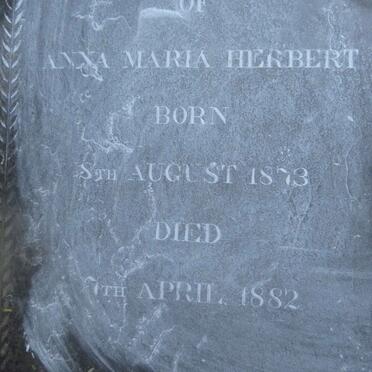 OF
ANNA MARIA HERBERT
BORN
8TH AUGUST 1873
DIED
APRIL 1882